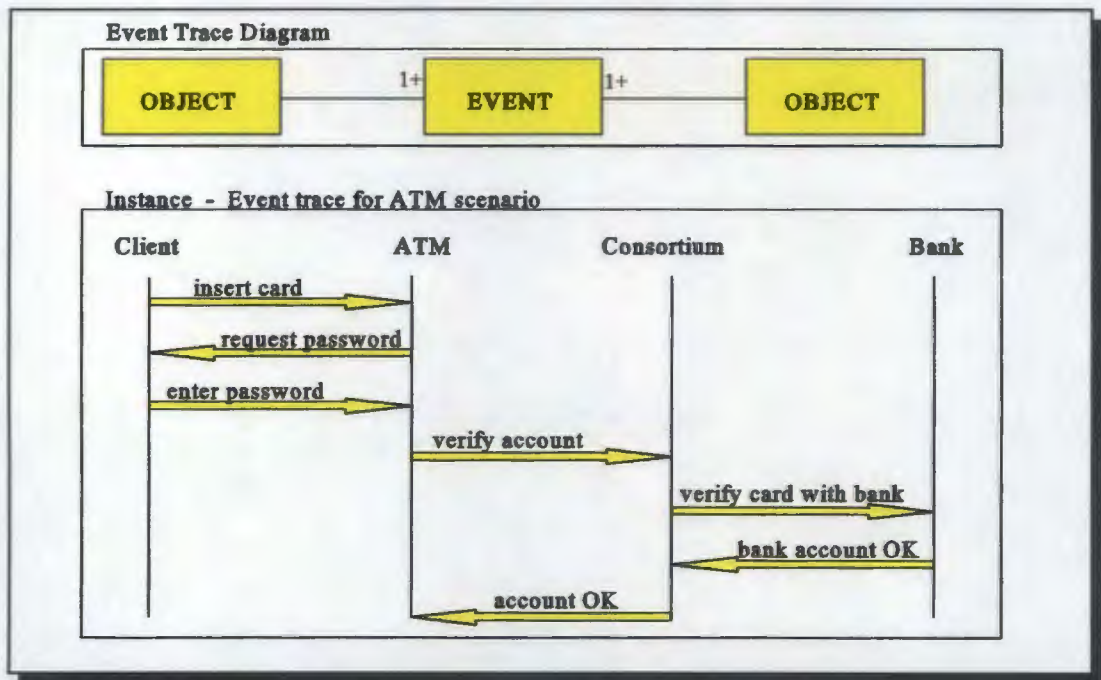 Event Trace Diagram
OBJECT 1+ EVENT 1+ OBJECT
Instance - Event trace for ATM scenario
Client ATM Consortium Bank
insert card
request password
enter password
verify account
verify card with bank
bank account OK
account OK